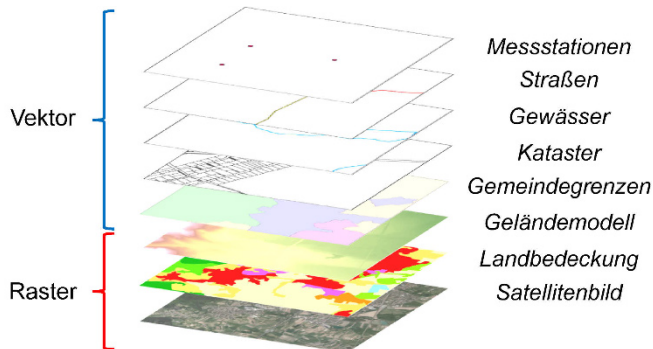 Vektor
Raster
Messstationen
Straßen
Gewässer
Kataster
Gemeindegrenzen
Geländemodell
Landbedeckung
Satellitenbild